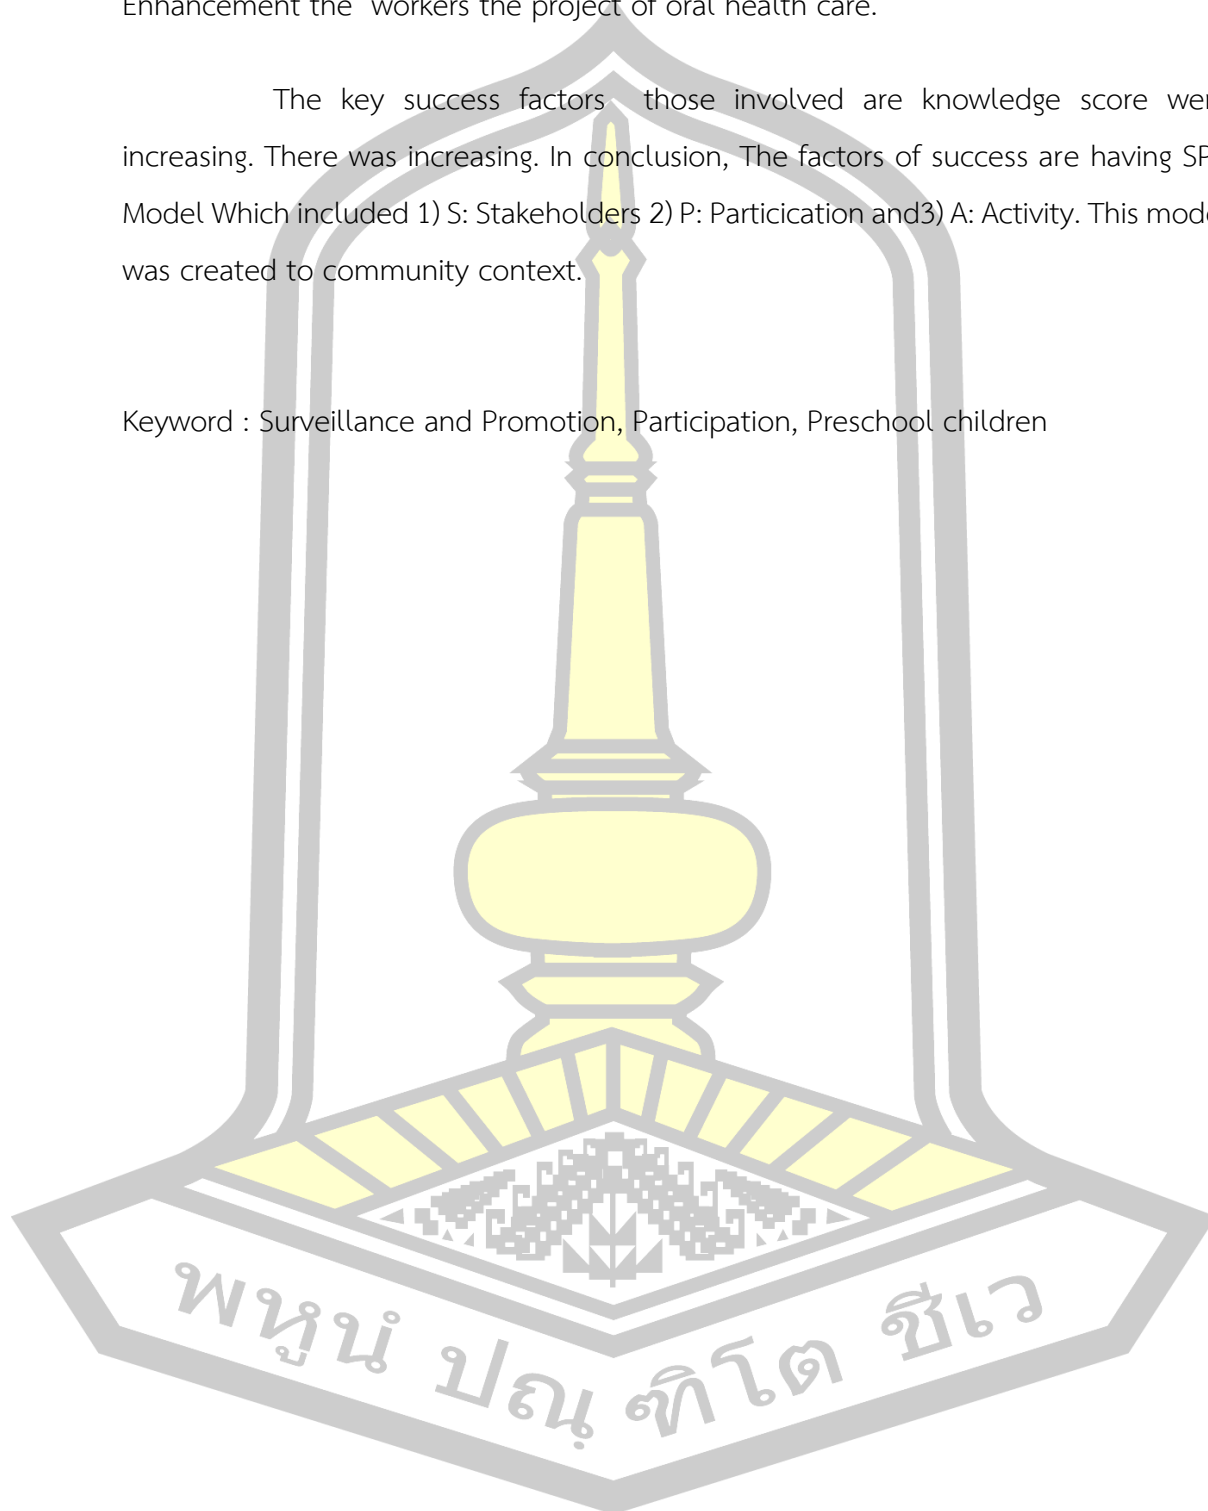 Enhancement the workers the project of oral health care.
The key success factors those involved are knowledge score wer
increasing. There was increasing. In conclusion, The factors of success are having SP
Model Which included 1) S: Stakeholders 2) P: Particication and3) A: Activity. This mod
was created to community context.
Keyword : Surveillance and Promotion, Participation, Preschool children
พหูนํ ปณฺ ฑิโต ชีเว